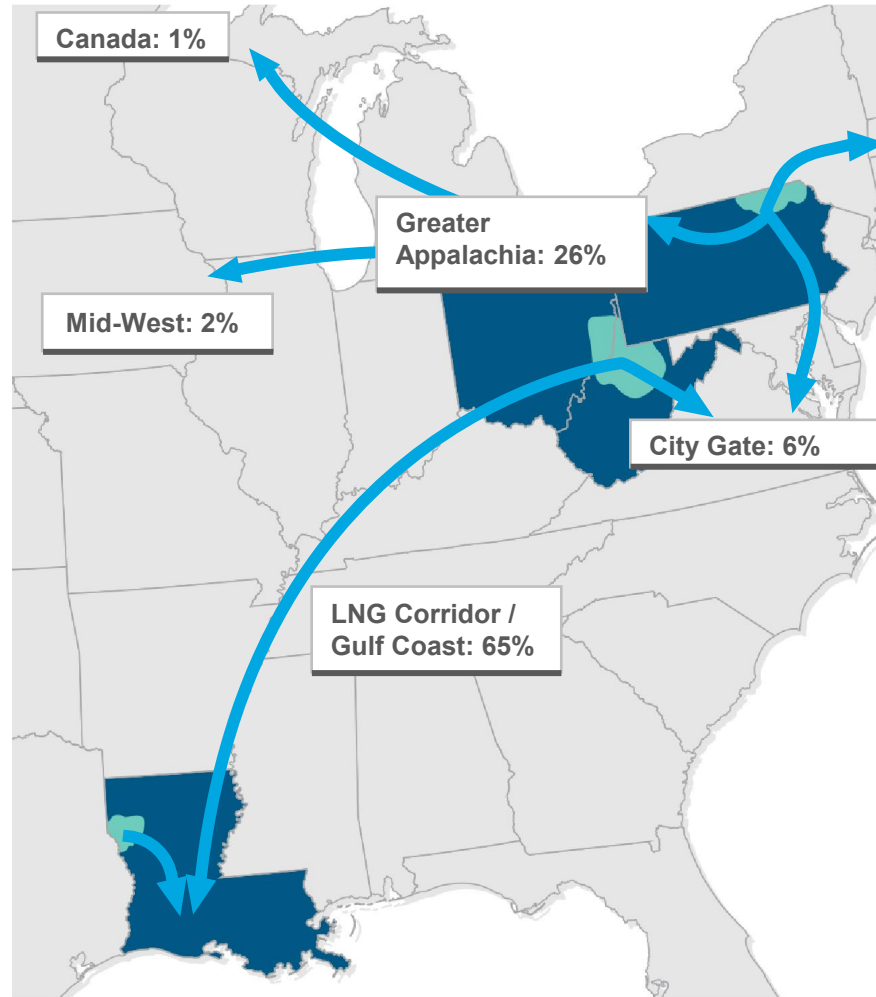 Canada: 1%
Greater
Appalachia: 26%
Mid-West: 2%
City Gate: 6%
LNG Corridor /
Gulf Coast: 65%